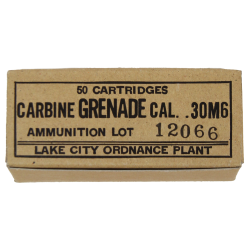 50 CARTRIDGES
CARBINE GRENADE CAL. .30M6
AMMUNITION LOT 12066
LAKE CITY ORDNANCE PLANT